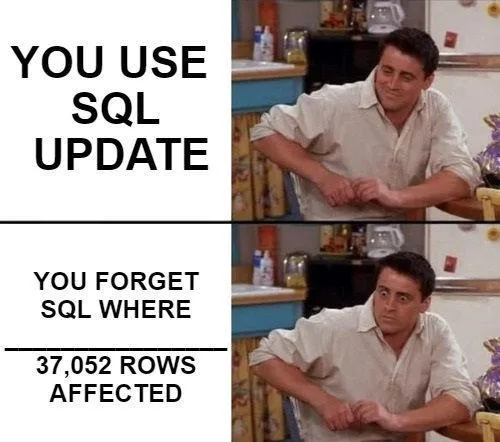 YOU USE
SQL
UPDATE
YOU FORGET
SQL WHERE
37,052 ROWS
AFFECTED